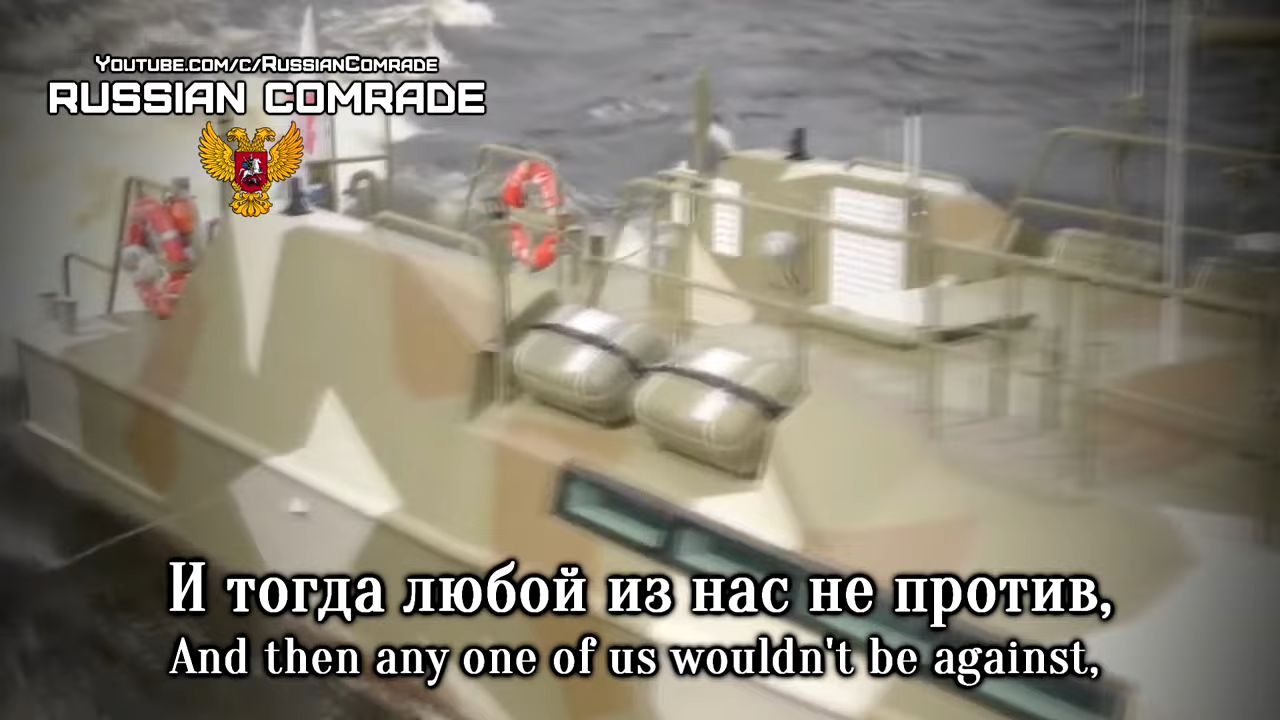 YOUTUBE.COM/C/RUSSIANCOMRADE
RUSSIAN COMRADE
И тогда любой из нас не против,
And then any one of us wouldn't be against,